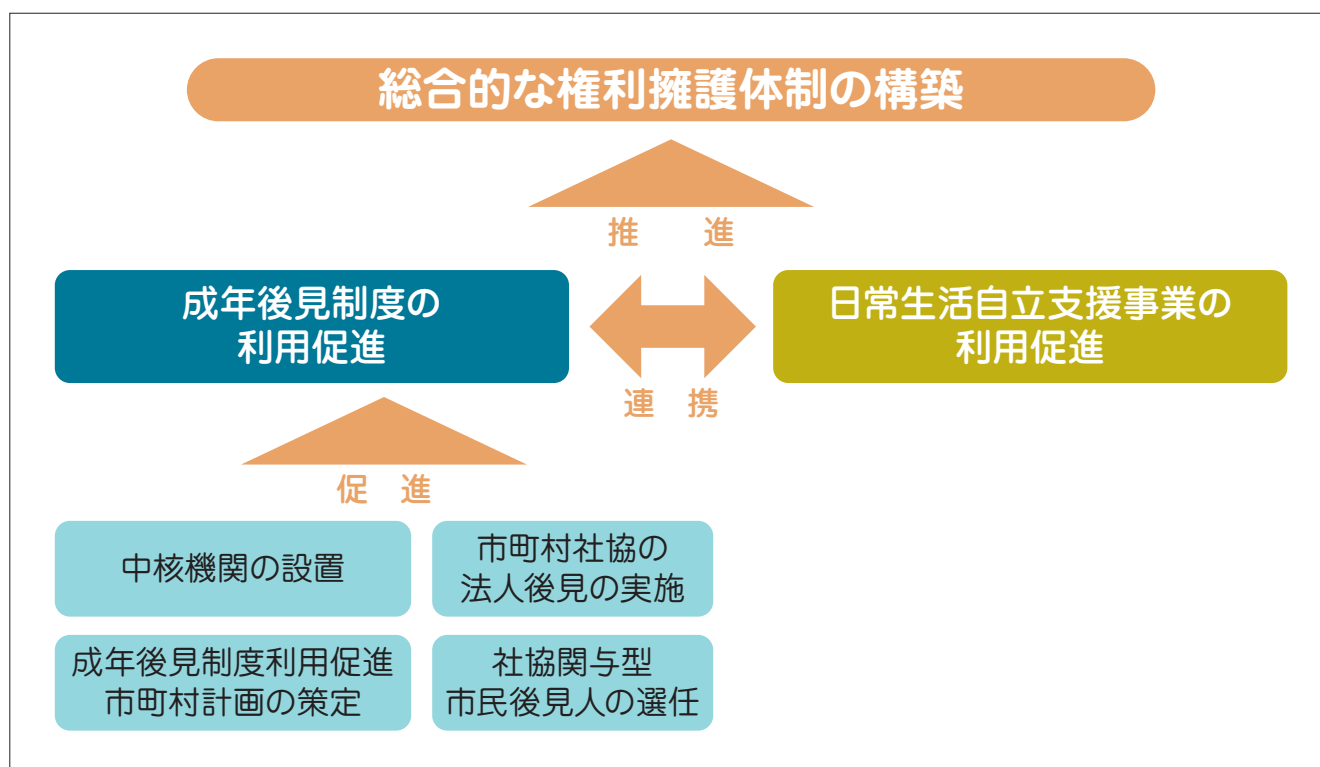 総合的な権利擁護体制の構築
推　進
成年後見制度の
利用促進
連　携
日常生活自立支援事業の
利用促進
促　進
中核機関の設置
市町村社協の
法人後見の実施
成年後見制度利用促進
市町村計画の策定
社協関与型
市民後見人の選任